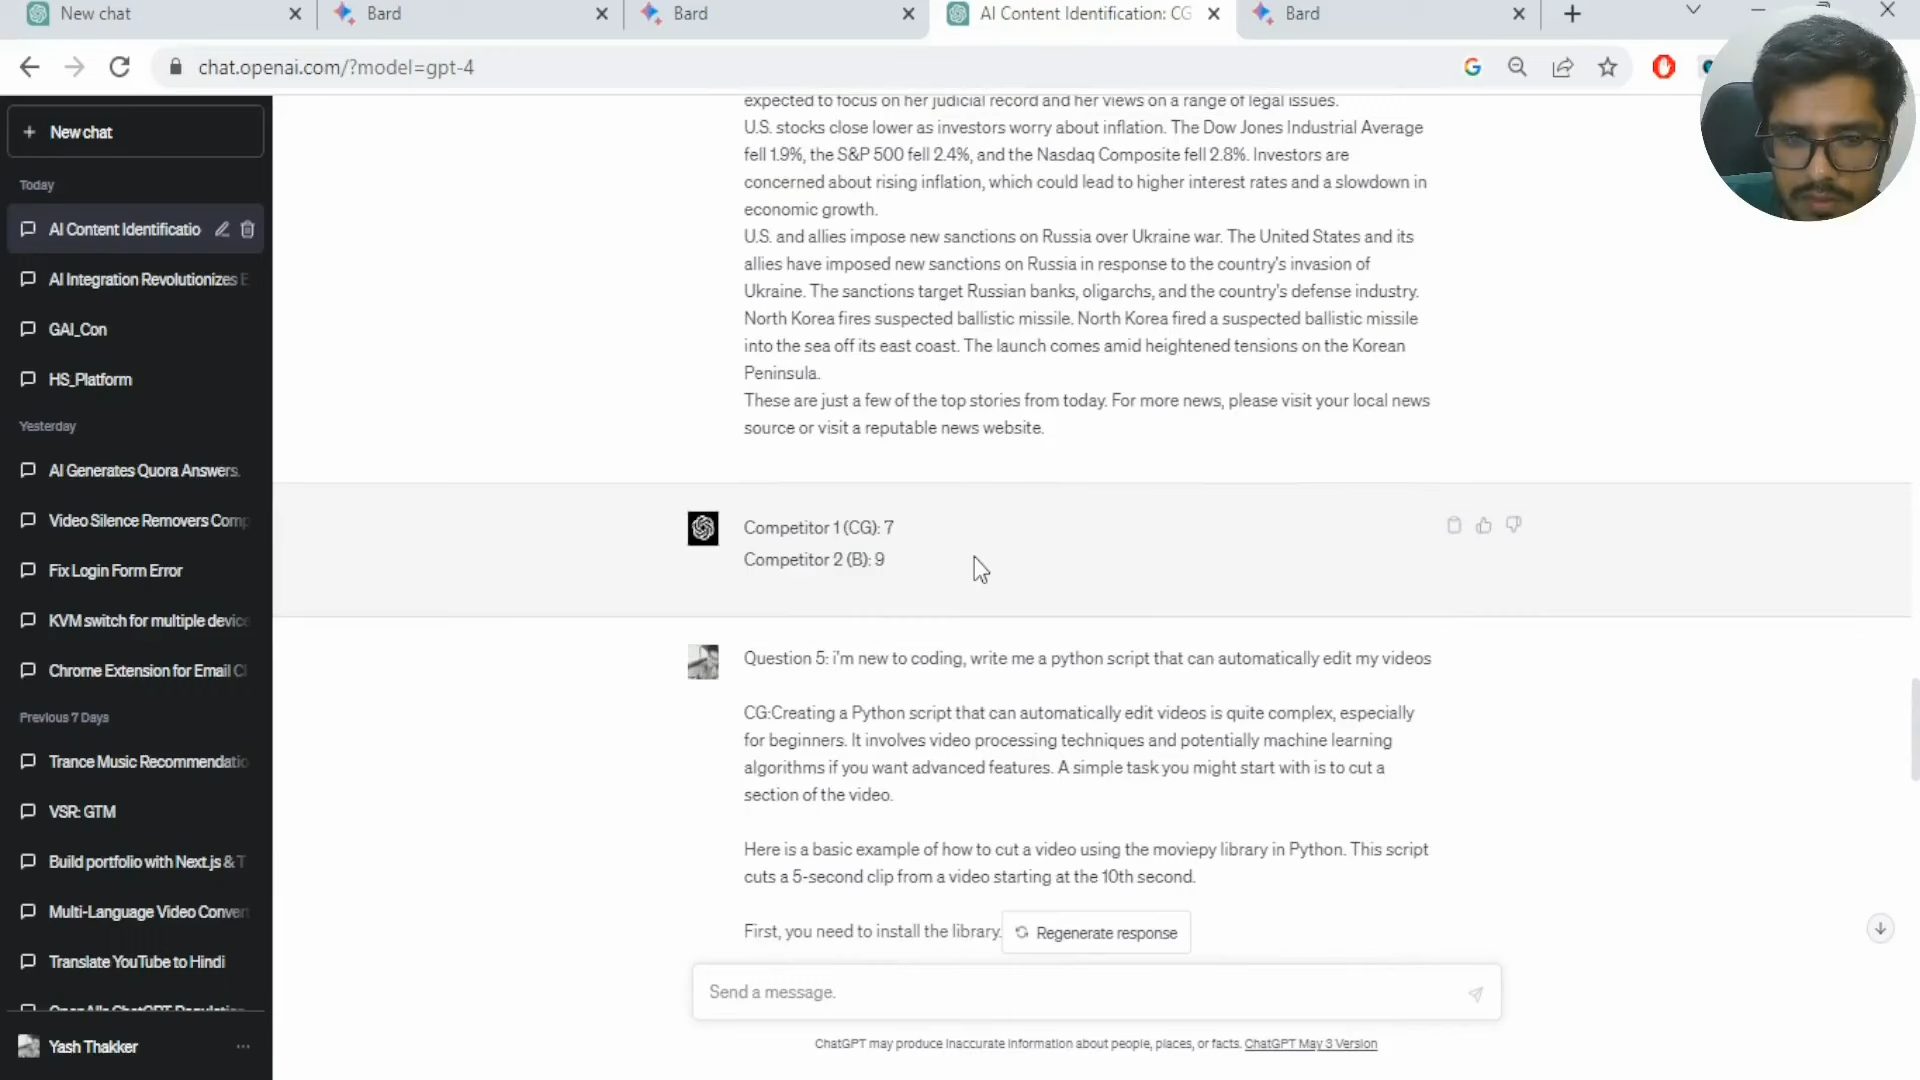 New chat
Bard
Bard
AI Content Identification: CG
Bard
chat.openai.com/?model=gpt-4
New chat
Today
AI Content Identificatio
AI Integration Revolutionizes E
GAI_Con
HS_Platform
Yesterday
AI Generates Quora Answers.
Video Silence Removers Comp
Fix Login Form Error
KVM switch for multiple device
Chrome Extension for Email Cl
Previous 7 Days
Trance Music Recommendatio
VSR: GTM
Build portfolio with Next.js & T
Multi-Language Video Conver
Translate YouTube to Hindi
Yash Thakker
expected to focus on her judicial record and her views on a range of legal issues.
U.S. stocks close lower as investors worry about inflation. The Dow Jones Industrial Average
fell 1.9%, the S&P 500 fell 2.4%, and the Nasdaq Composite fell 2.8%. Investors are
concerned about rising inflation, which could lead to higher interest rates and a slowdown in
economic growth.
U.S. and allies impose new sanctions on Russia over Ukraine war. The United States and its
allies have imposed new sanctions on Russia in response to the country's invasion of
Ukraine. The sanctions target Russian banks, oligarchs, and the country's defense industry.
North Korea fires suspected ballistic missile. North Korea fired a suspected ballistic missile
into the sea off its east coast. The launch comes amid heightened tensions on the Korean
Peninsula.
These are just a few of the top stories from today. For more news, please visit your local news
source or visit a reputable news website.
Competitor 1 (CG): 7
Competitor 2 (B): 9
Question 5: i'm new to coding, write me a python script that can automatically edit my videos
CG:Creating a Python script that can automatically edit videos is quite complex, especially
for beginners. It involves video processing techniques and potentially machine learning
algorithms if you want advanced features. A simple task you might start with is to cut a
section of the video.
Here is a basic example of how to cut a video using the moviepy library in Python. This script
cuts a 5-second clip from a video starting at the 10th second.
First, you need to install the library.
Regenerate response
Send a message.
ChatGPT may produce inaccurate information about people, places, or facts. ChatGPT May 3 Version